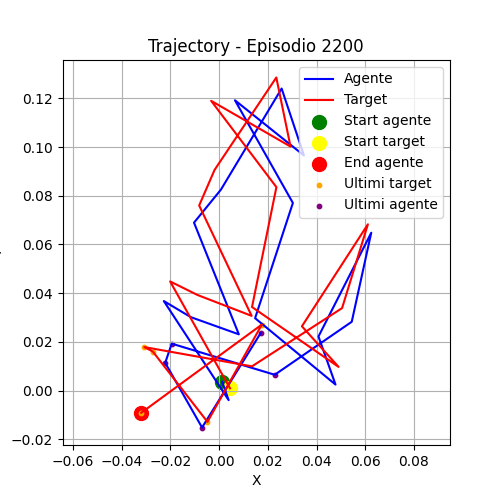 Trajectory - Episodio 2200
Agente
Target
Start agente
Start target
End agente
Ultimi target
Ultimi agente
0.12
0.10
0.08
0.06
0.04
0.02
0.00
−0.02
−0.06 −0.04 −0.02 0.00 0.02 0.04 0.06 0.08
X